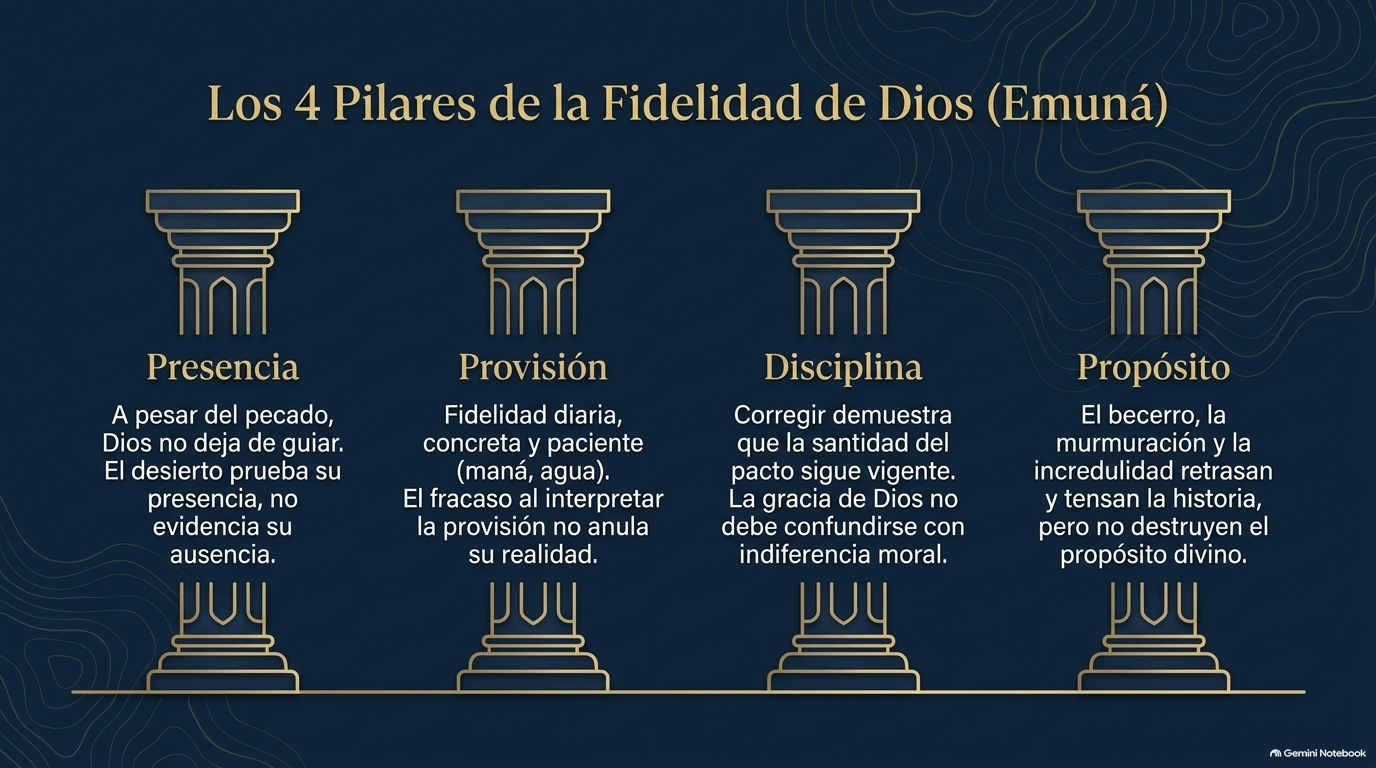 Los 4 Pilares de la Fidelidad de Dios (Emuná)
Presencia
A pesar del pecado,
Dios no deja de guiar.
El desierto prueba su
presencia, no
evidencia su
ausencia.
Provisión
Fidelidad diaria,
concreta y paciente
(maná, agua).
El fracaso al interpretar
la provisión no anula
su realidad.
Disciplina
Corregir demuestra
que la santidad del
pacto sigue vigente.
La gracia de Dios no
debe confundirse con
indiferencia moral.
Propósito
El becerro, la
murmuración y la
incredulidad retrasan
y tensan la historia,
pero no destruyen el
propósito divino.
Gemini Notebook